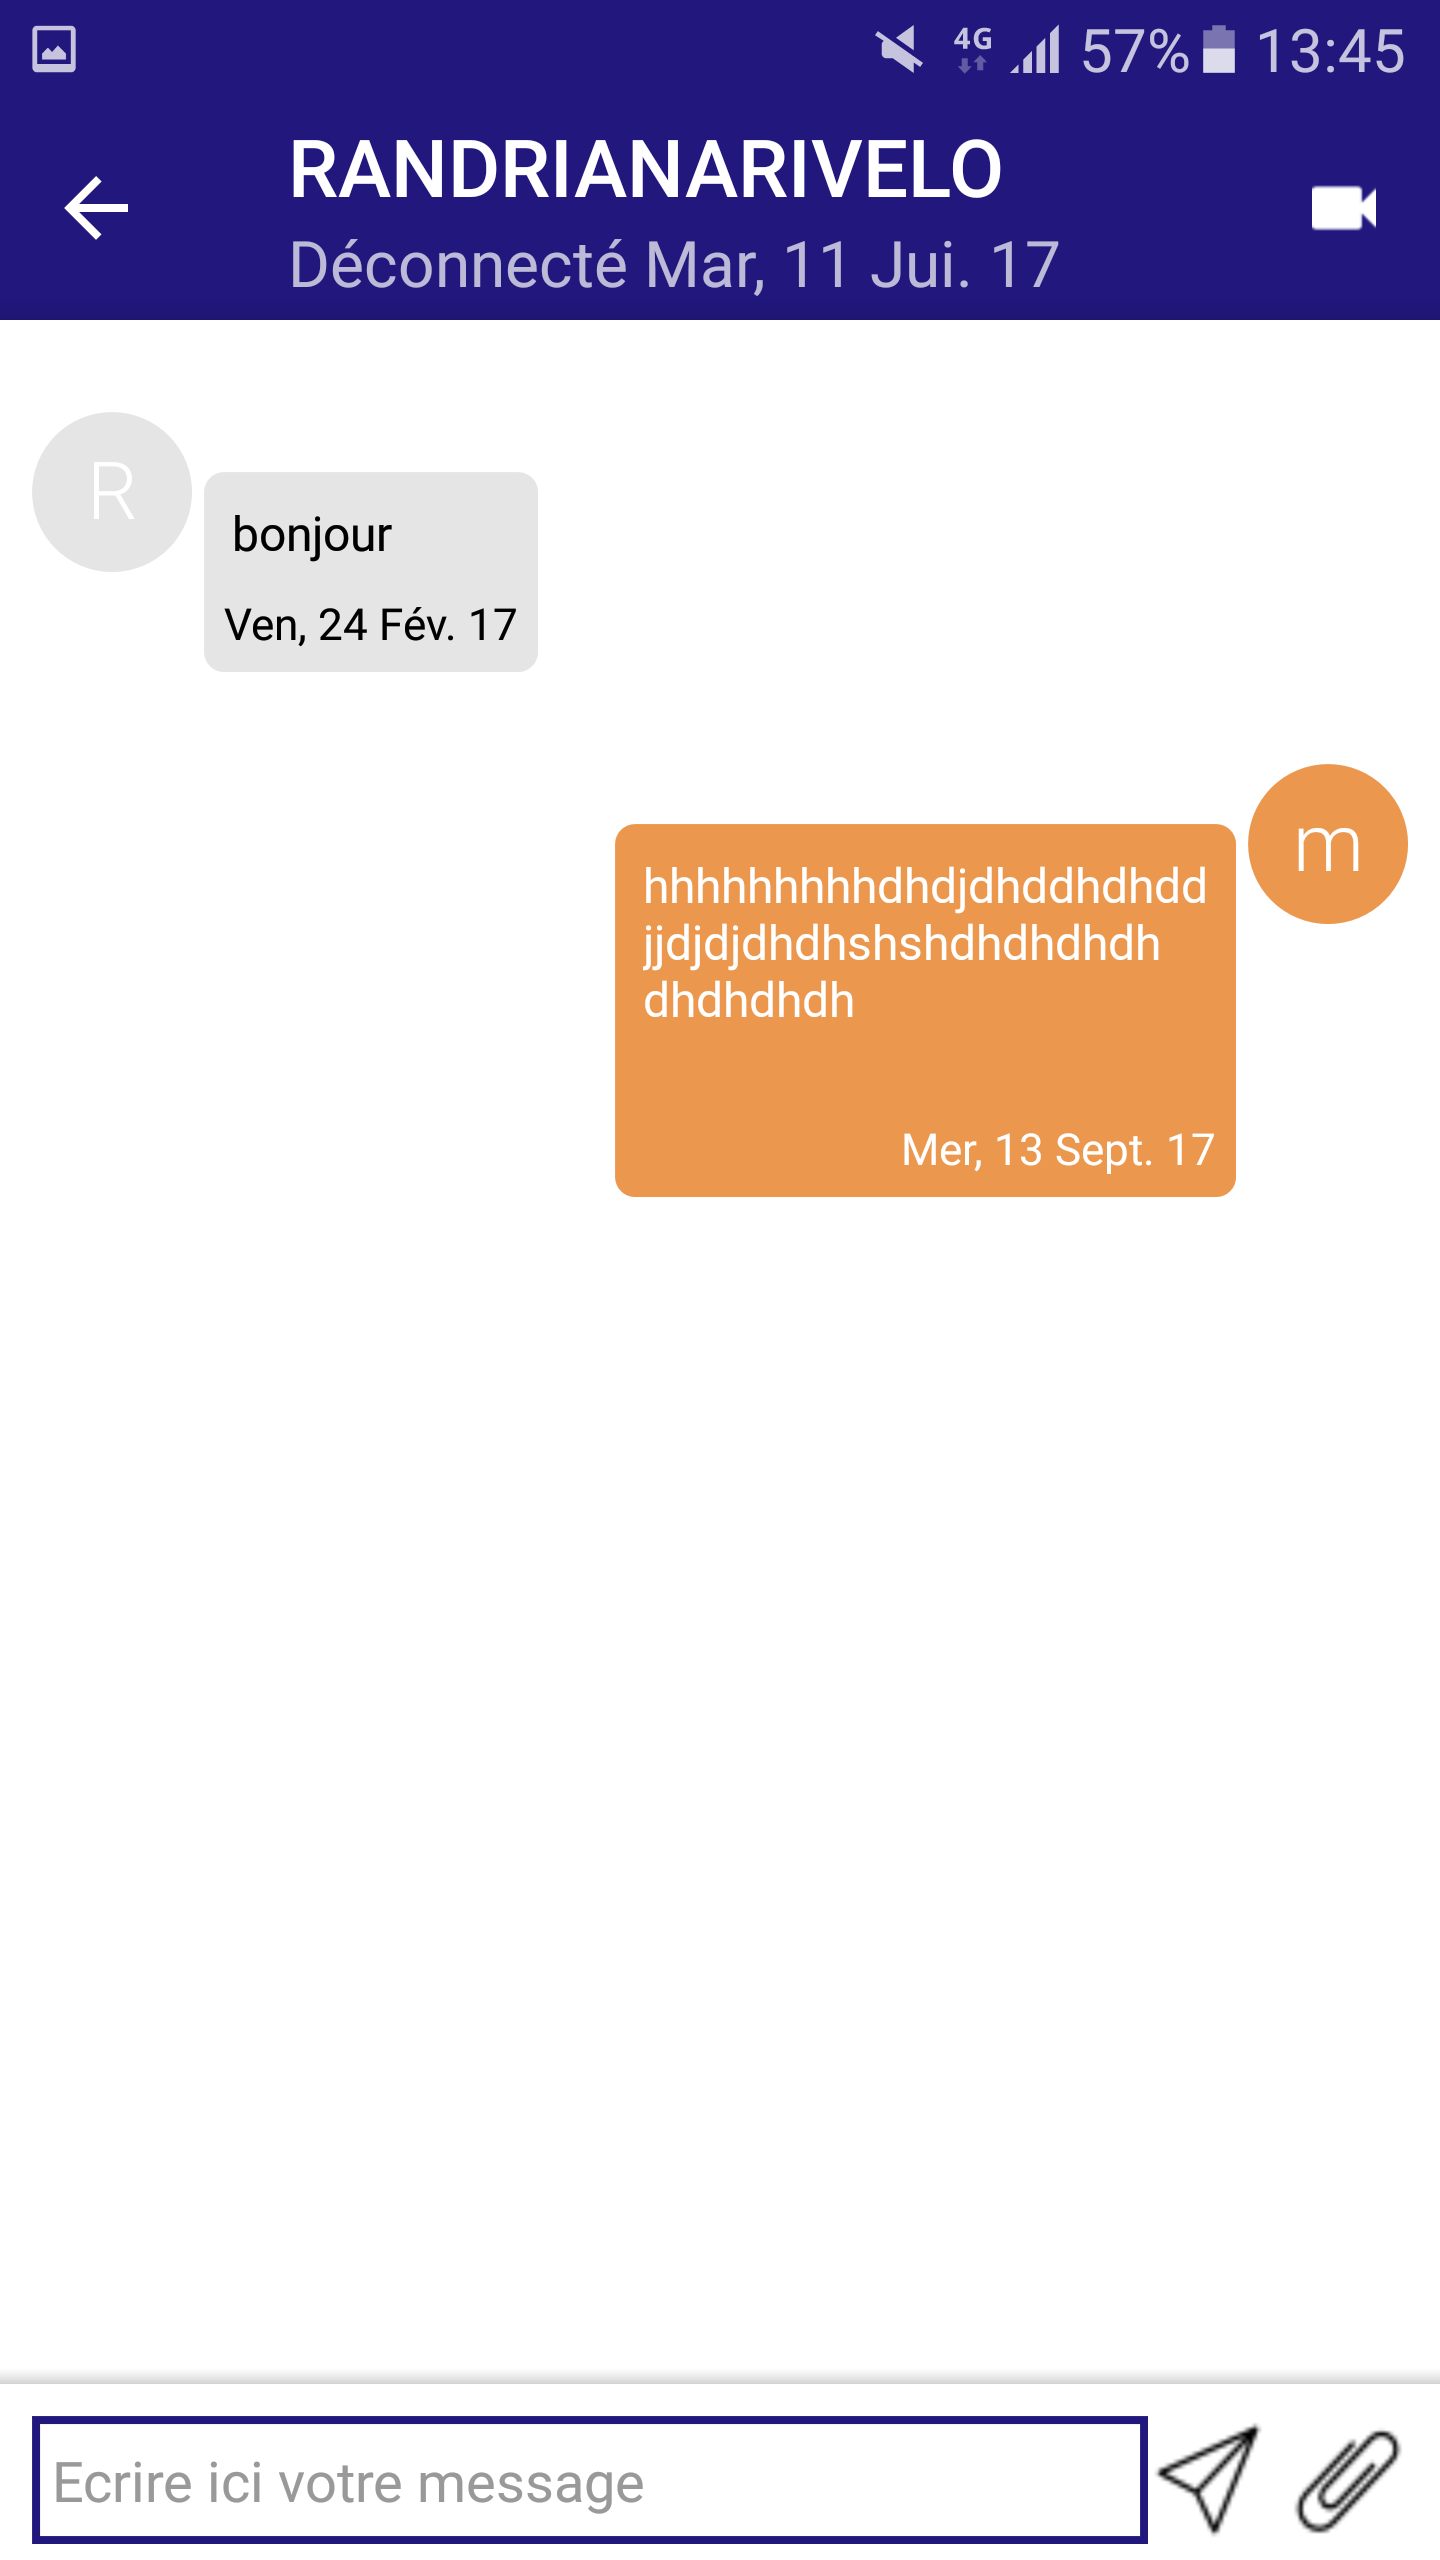 4G 57% 13:45
RANDRIANARIVELO
Déconnecté Mar, 11 Jui. 17
R
bonjour
Ven, 24 Fév. 17
m
hhhhhhhhhdhdjdhddhdhdd
jjdjdjdhdhshshdhdhdhdh
dhdhdhdh
Mer, 13 Sept. 17
Ecrire ici votre message